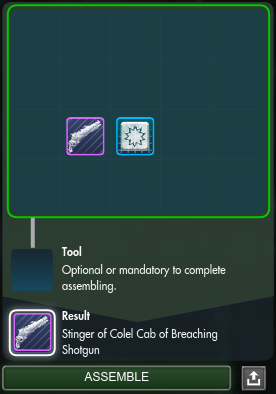 Tool
Optional or mandatory to complete
assembling.
Result
Stinger of Colel Cab of Breaching
Shotgun
ASSEMBLE